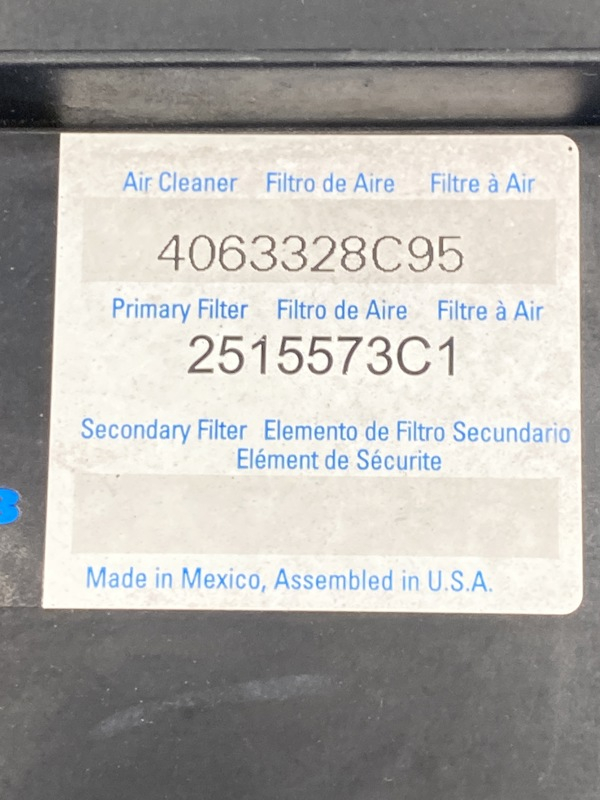 Air Cleaner Filtro de Aire Filtre à Air
4063328C95
Primary Filter Filtro de Aire Filtre à Air
2515573C1
Secondary Filter Elemento de Filtro Secundario
Elément de Sécurite
Made in Mexico, Assembled in U.S.A.